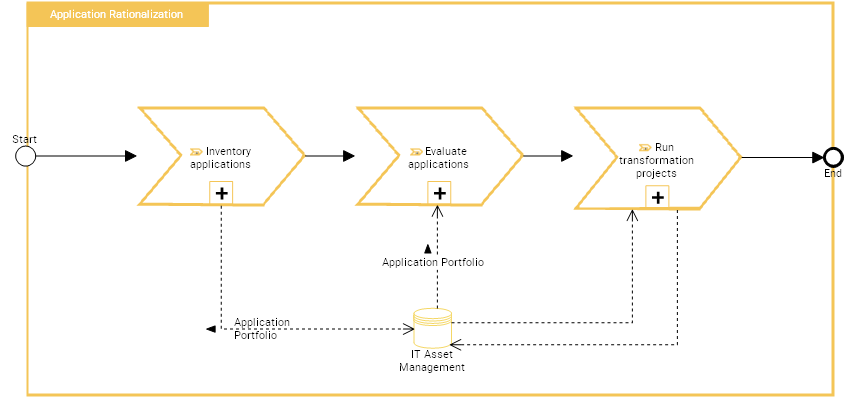 Application Rationalization
Start
Inventory
applications
Evaluate
applications
Run
transformation
projects
End
Application Portfolio
Application
Portfolio
IT Asset
Management